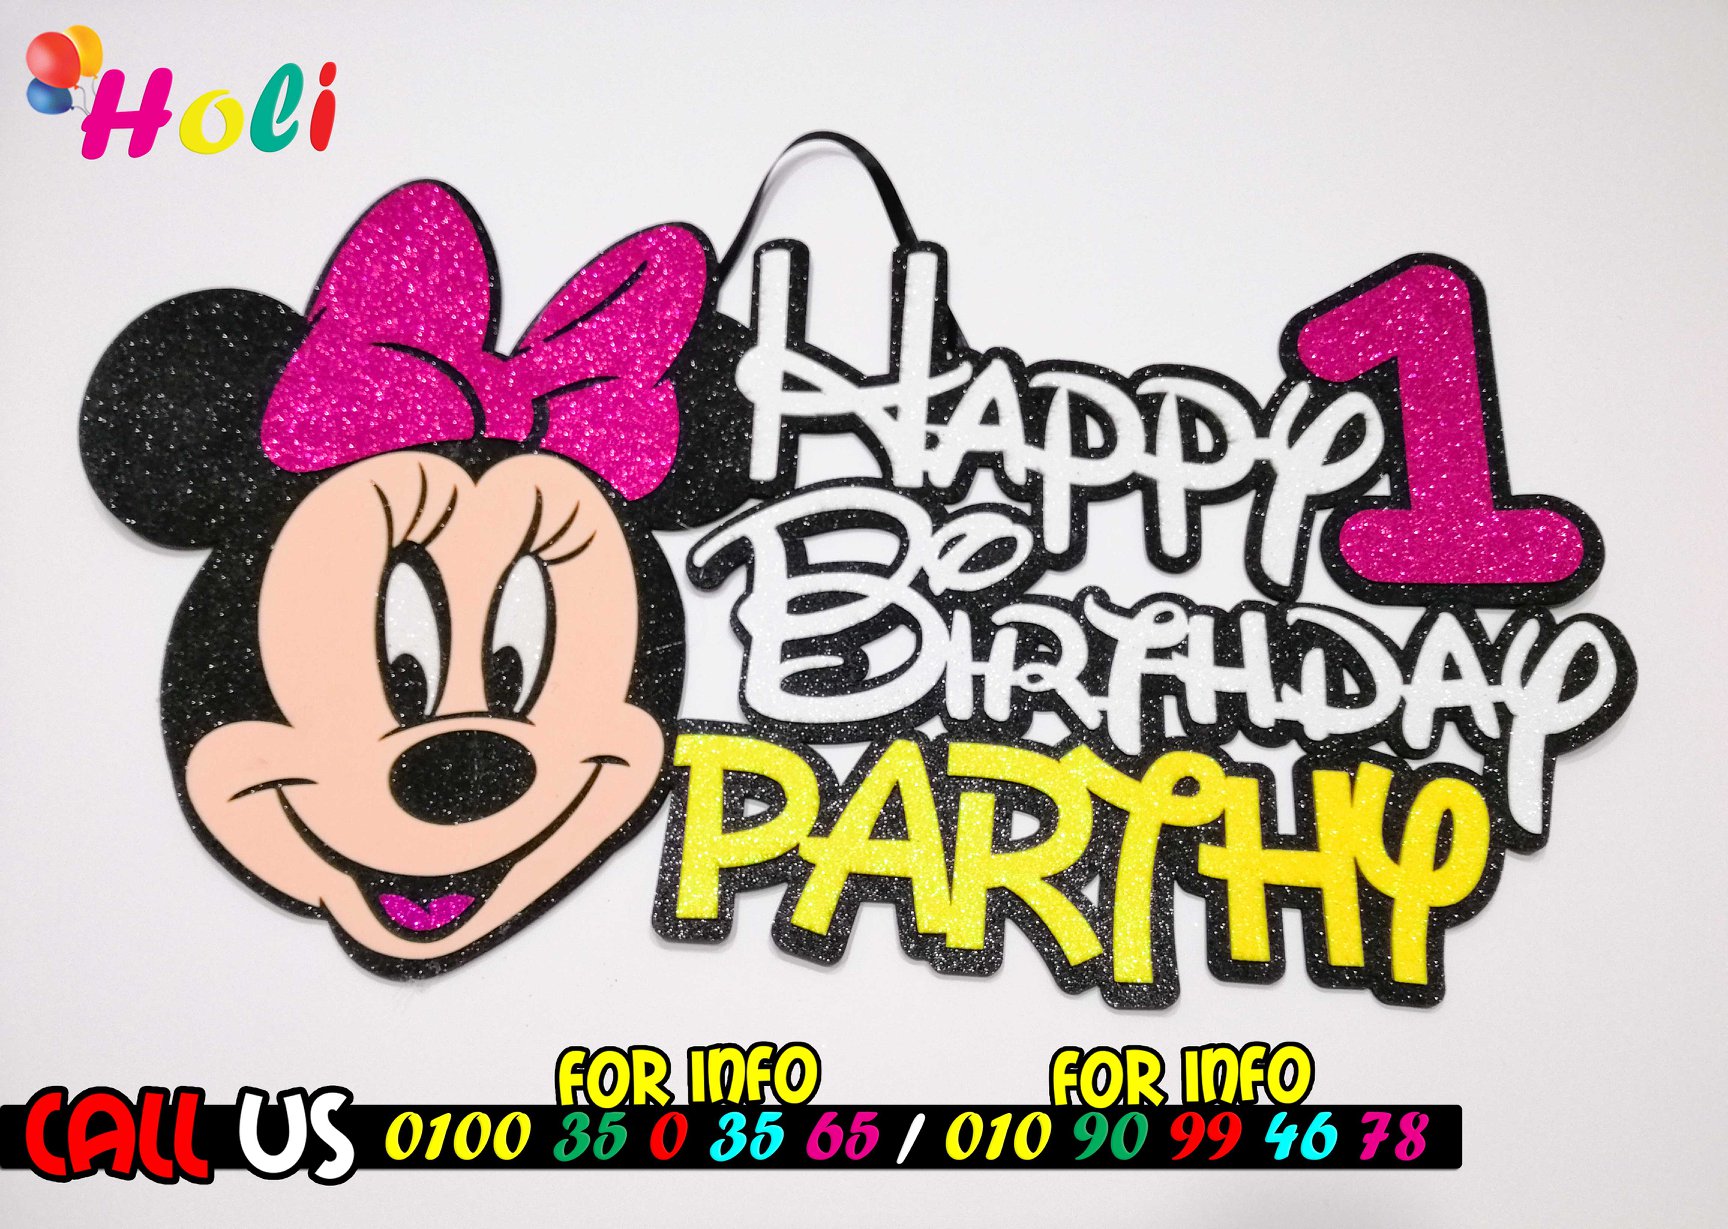 Holi
HAPPY 1
BIRTHDAY
PARTHY
FOR INFO FOR INFO
CALL US 0100 35 0 35 65 / 010 90 99 46 78